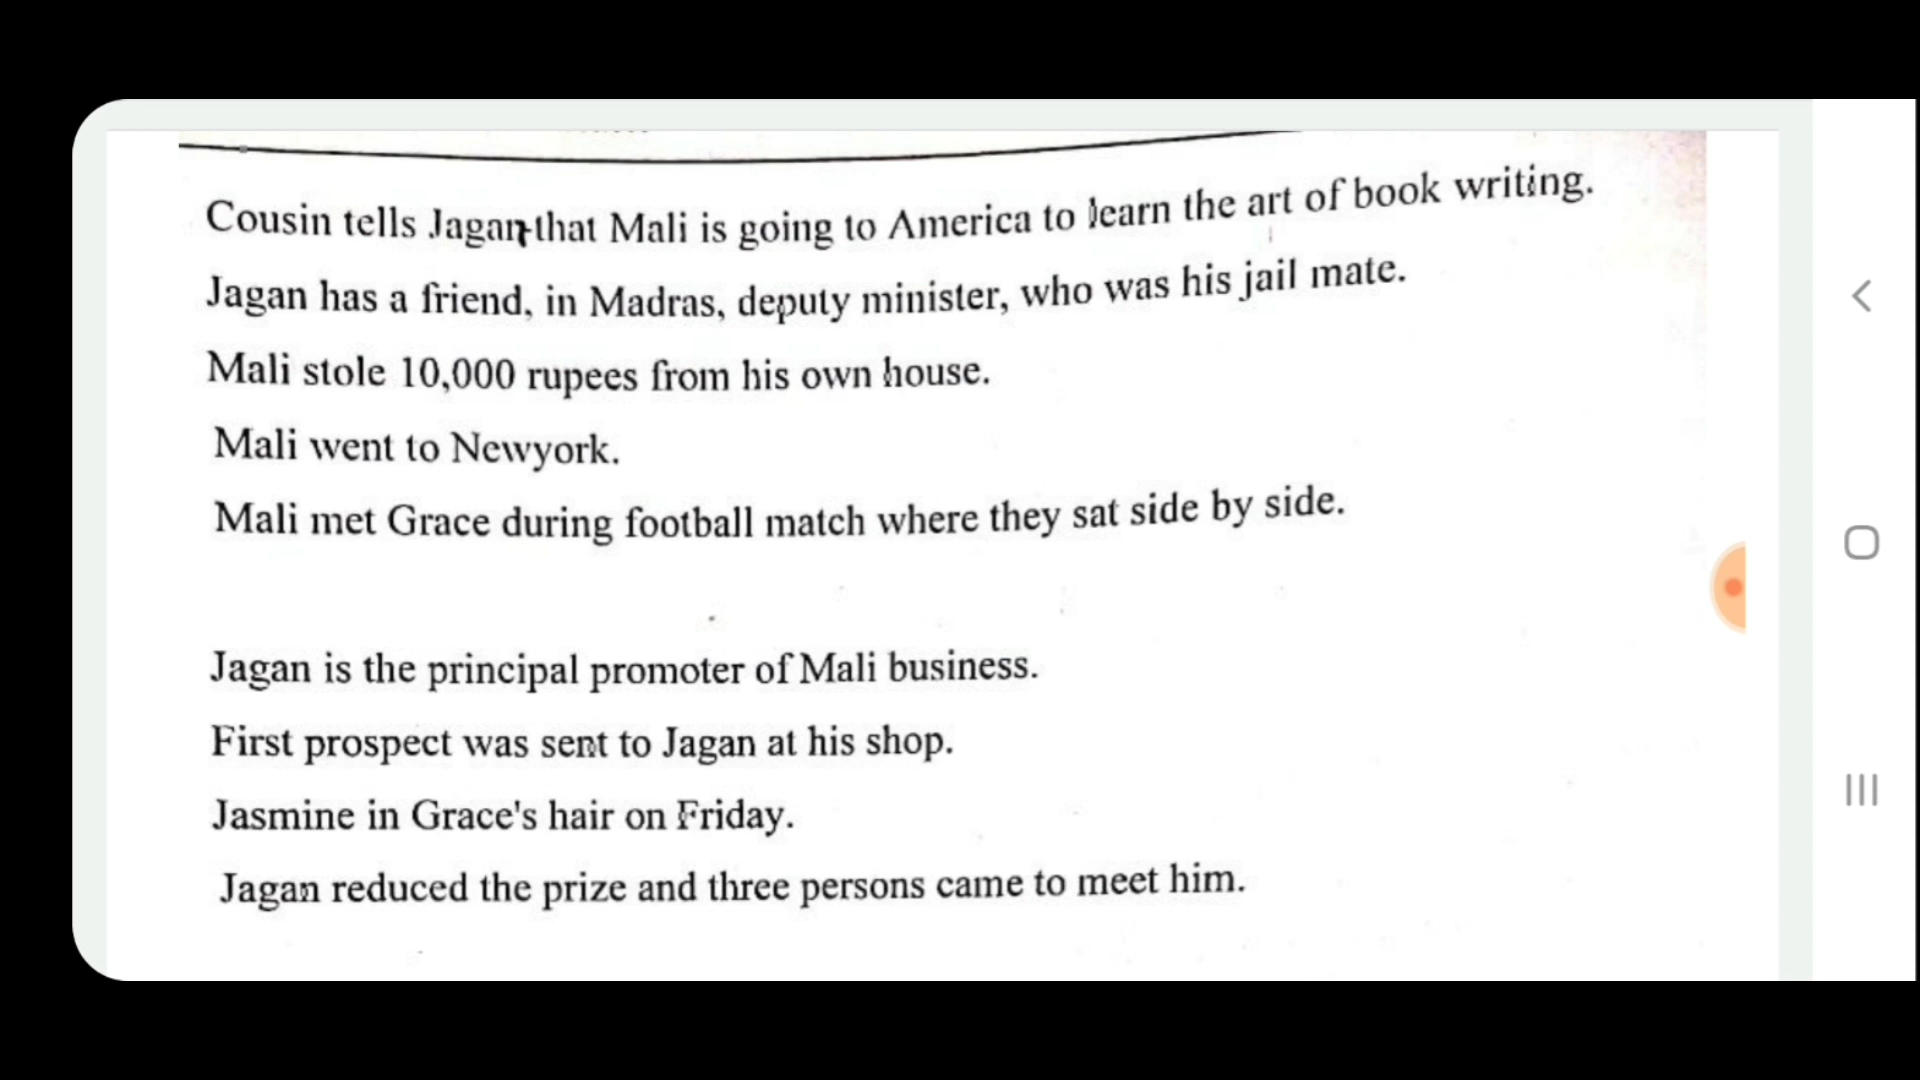 Cousin tells Jagan that Mali is going to America to learn the art of book writing.
Jagan has a friend, in Madras, deputy minister, who was his jail mate.
Mali stole 10,000 rupees from his own house.
Mali went to Newyork.
Mali met Grace during football match where they sat side by side.
Jagan is the principal promoter of Mali business.
First prospect was sent to Jagan at his shop.
Jasmine in Grace's hair on Friday.
Jagan reduced the prize and three persons came to meet him.